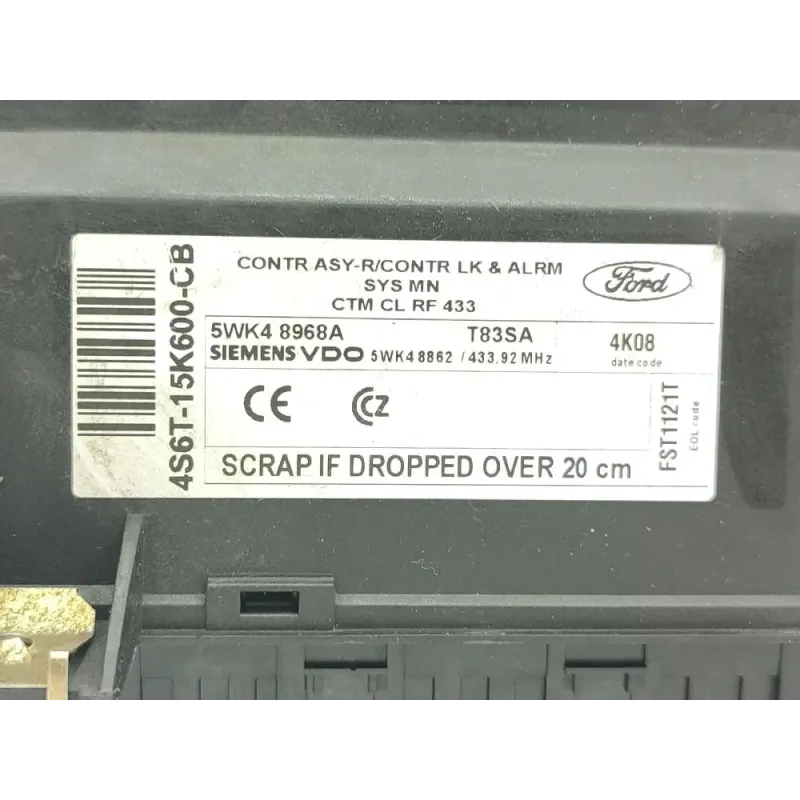 4S6T-15K600-CB
CONTR ASY-R/CONTR LK & ALRM
SYS MN
CTM CL RF 433
Ford
5WK4 8968A T83SA
SIEMENS VDO 5WK4 8862 / 433,92 MHz
4K08
date code
CE CCZ
FST1121T
EOL code
SCRAP IF DROPPED OVER 20 cm